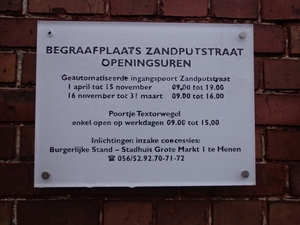 BEGRAAFPLAATS ZANDPUTSTRAAT
OPENINGSUREN
Geautomatiseerde ingangspoort Zandputstraat
1 april tot 15 november 09.00 tot 19.00
16 november tot 31 maart 09.00 tot 16.00
Poortje Textorwegel
enkel open op werkdagen 09.00 tot 15.00
Inlichtingen inzake concessies:
Burgerlijke Stand – Stadhuis Grote Markt 1 te Menen
☎ 056/52.92.70-71-72